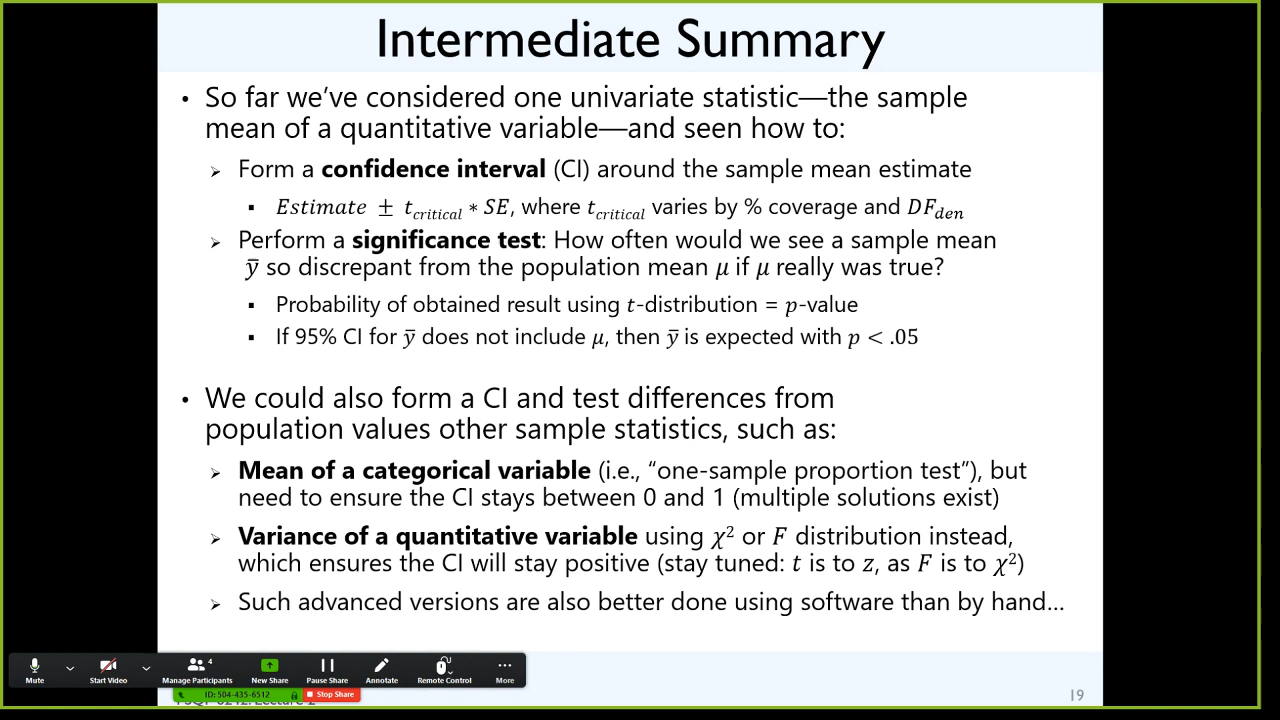 Intermediate Summary
• So far we've considered one univariate statistic—the sample
mean of a quantitative variable—and seen how to:
➢ Form a confidence interval (CI) around the sample mean estimate
▪ Estimate ± t_critical * SE, where t_critical varies by % coverage and DF_den
➢ Perform a significance test: How often would we see a sample mean
ȳ so discrepant from the population mean μ if μ really was true?
▪ Probability of obtained result using t-distribution = p-value
▪ If 95% CI for ȳ does not include μ, then ȳ is expected with p < .05
• We could also form a CI and test differences from
population values other sample statistics, such as:
➢ Mean of a categorical variable (i.e., “one-sample proportion test”), but
need to ensure the CI stays between 0 and 1 (multiple solutions exist)
➢ Variance of a quantitative variable using χ² or F distribution instead,
which ensures the CI will stay positive (stay tuned: t is to z, as F is to χ²)
➢ Such advanced versions are also better done using software than by hand…
4
Mute Start Video Manage Participants New Share Pause Share Annotate Remote Control More
ID: 504-435-6512 Stop Share
19